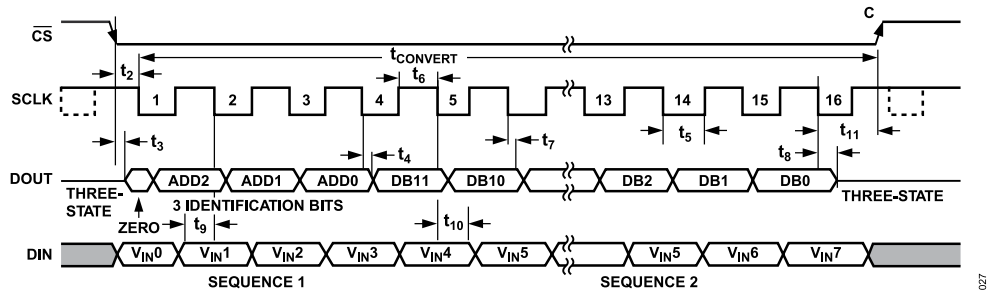 C
CS
tCONVERT
t2
t6
SCLK
1 2 3 4 5 13 14 15 16
t3
t4
t7
t5
t8
t11
DOUT
ADD2 ADD1 ADD0 DB11 DB10 DB2 DB1 DB0
THREE-STATE
THREE-STATE
3 IDENTIFICATION BITS
ZERO
t9
t10
DIN
VIN0 VIN1 VIN2 VIN3 VIN4 VIN5 VIN5 VIN6 VIN7
SEQUENCE 1 SEQUENCE 2
027